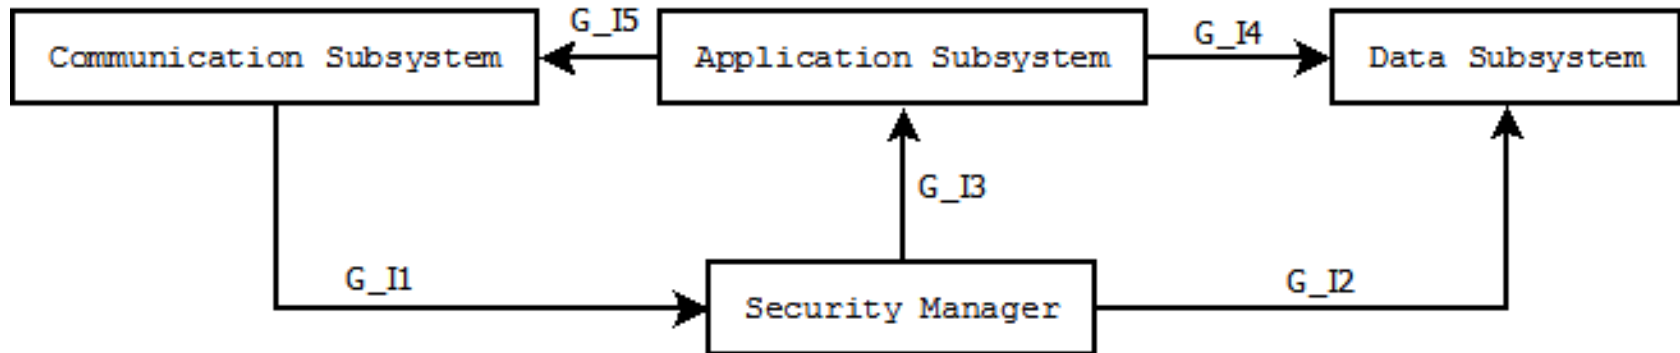 G_I5
G_I4
Communication Subsystem
Application Subsystem
Data Subsystem
G_I3
G_I1
G_I2
Security Manager